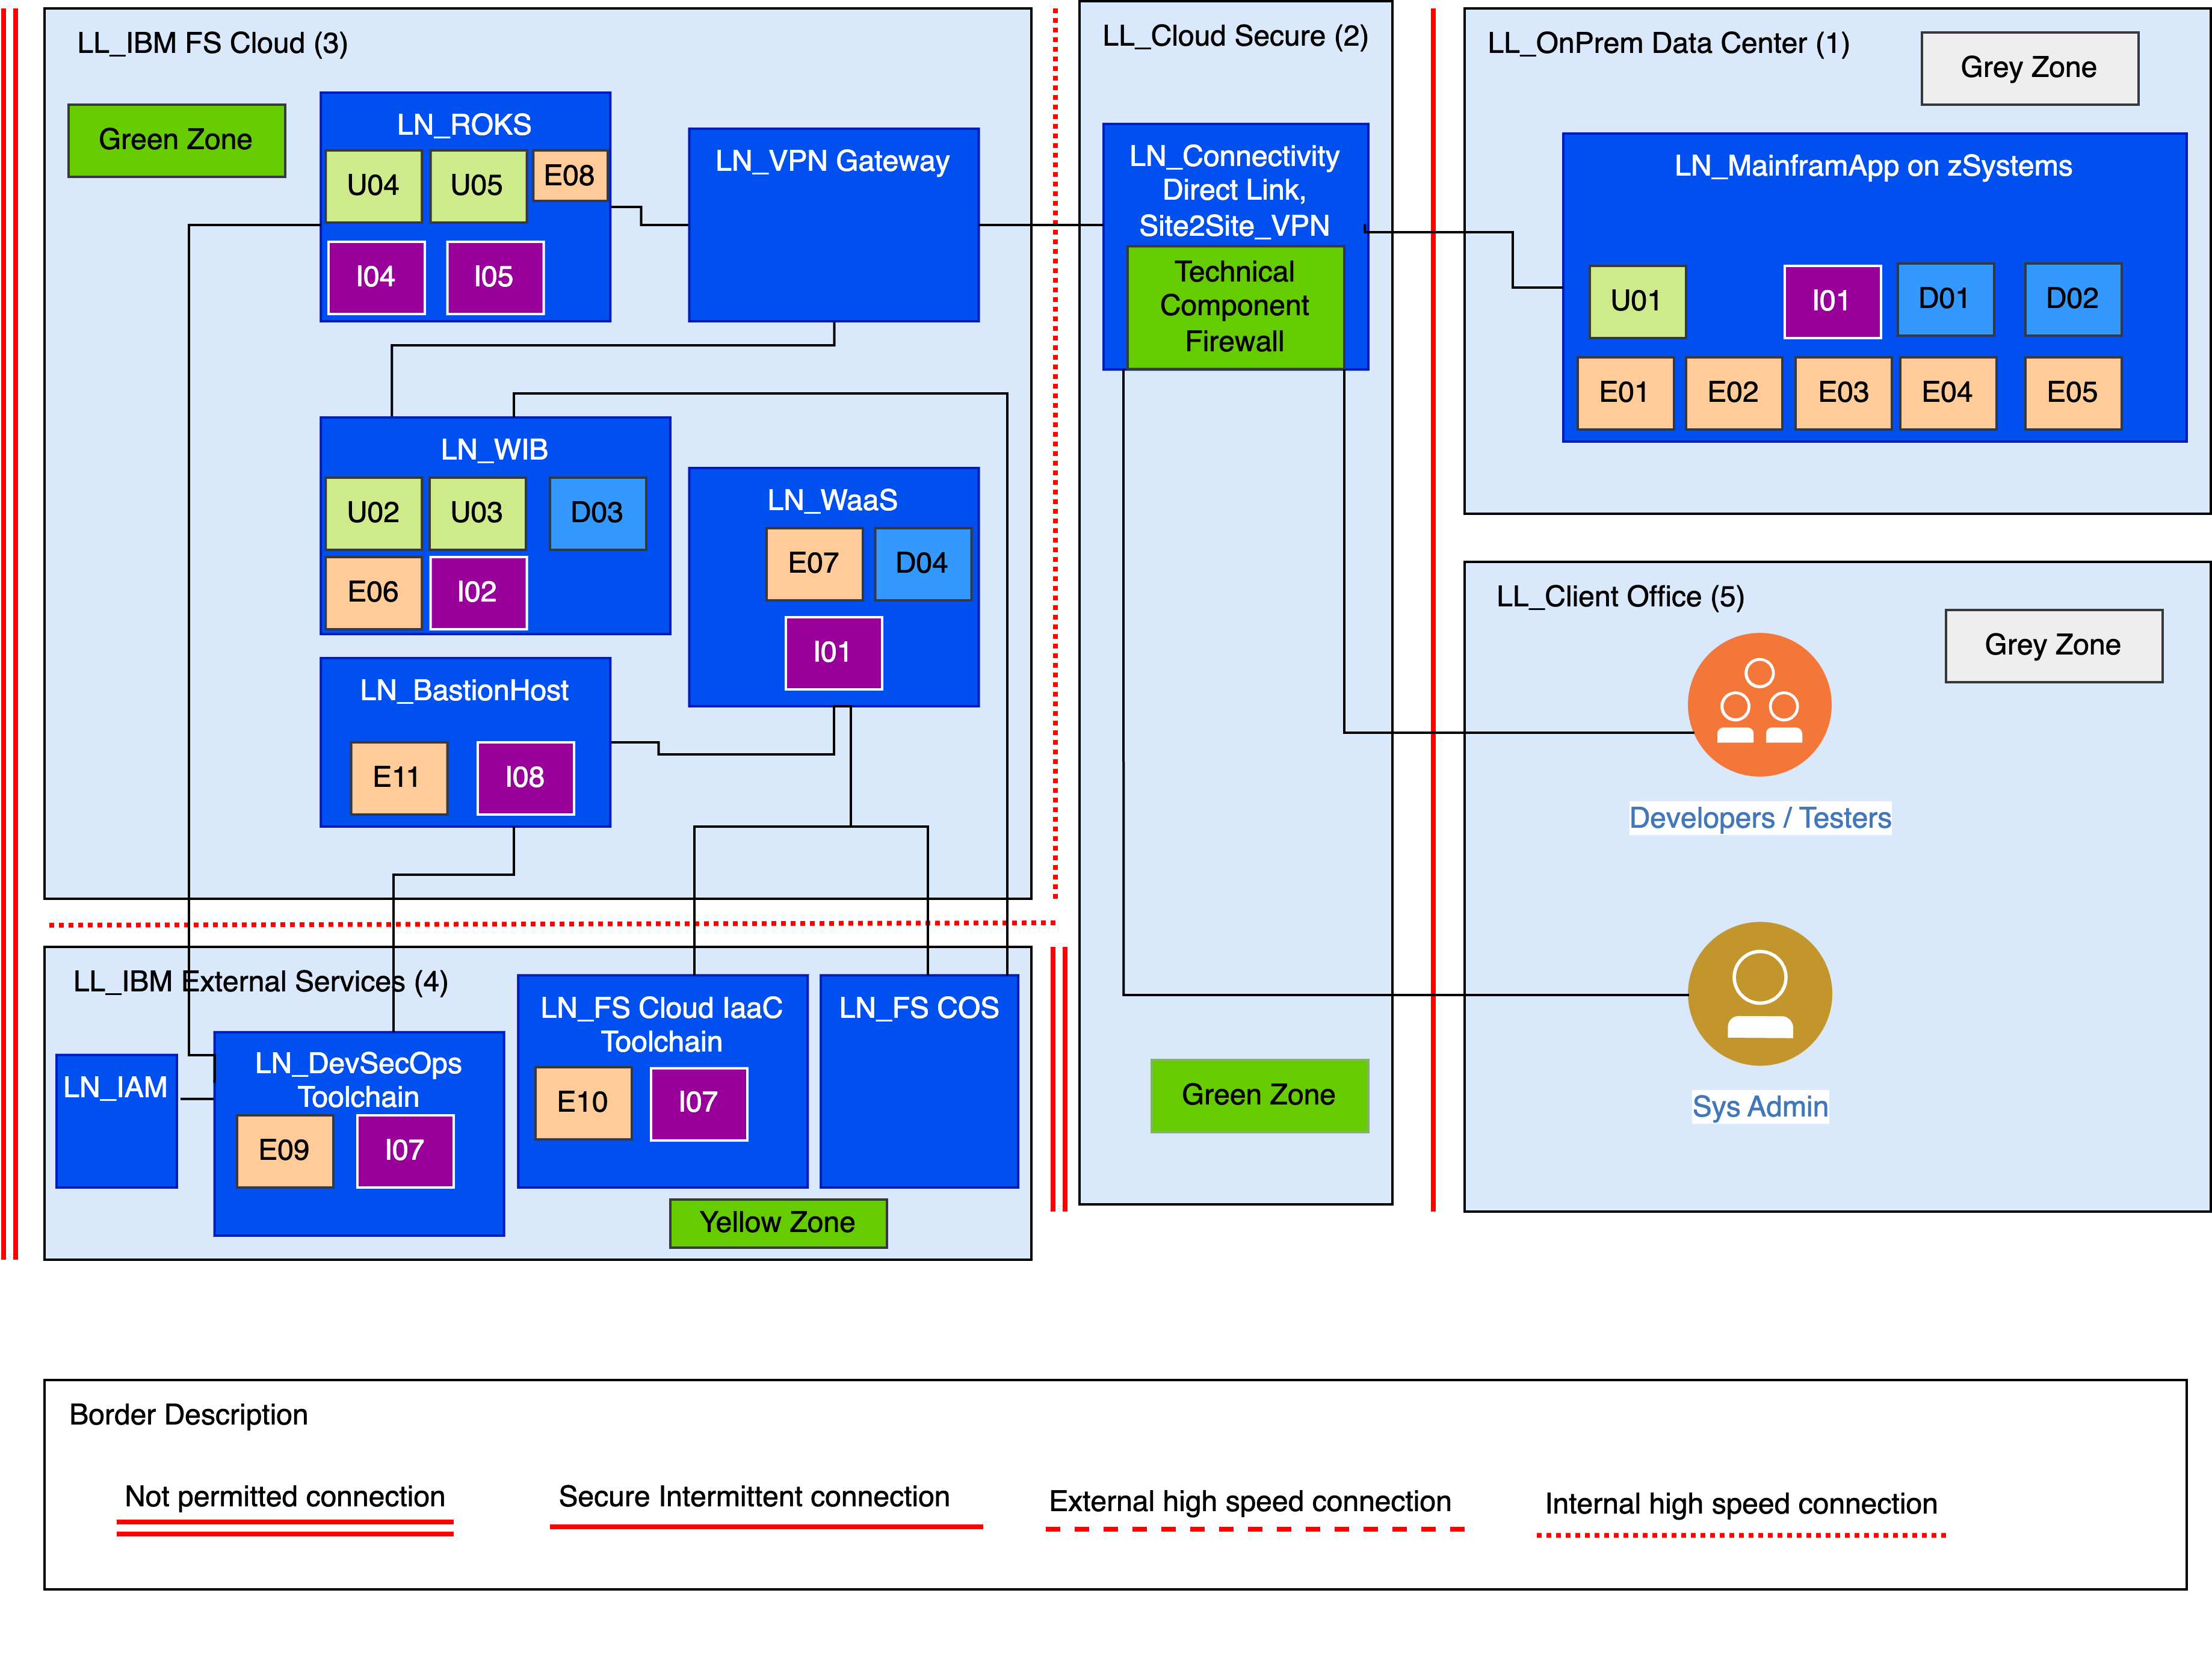 LL_IBM FS Cloud (3)
Green Zone
LN_ROKS
U04
U05
E08
I04
I05
LN_VPN Gateway
LN_WIB
U02
U03
D03
E06
I02
LN_WaaS
E07
D04
I01
LN_BastionHost
E11
I08
LL_Cloud Secure (2)
LN_Connectivity
Direct Link,
Site2Site_VPN
Technical
Component
Firewall
Green Zone
LL_OnPrem Data Center (1)
Grey Zone
LN_MainframApp on zSystems
U01
I01
D01
D02
E01
E02
E03
E04
E05
LL_Client Office (5)
Grey Zone
Developers / Testers
Sys Admin
LL_IBM External Services (4)
LN_IAM
LN_DevSecOps
Toolchain
E09
I07
LN_FS Cloud IaaC
Toolchain
E10
I07
LN_FS COS
Yellow Zone
Border Description
Not permitted connection
Secure Intermittent connection
External high speed connection
Internal high speed connection